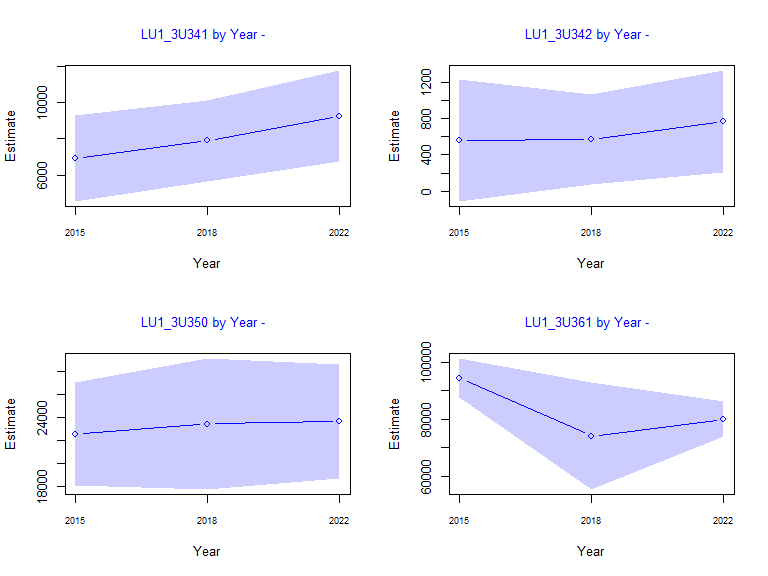 LU1_3U341 by Year -
Estimate
10000
6000
2015 2018 2022
Year
LU1_3U342 by Year -
Estimate
1200
800
400
0
2015 2018 2022
Year
LU1_3U350 by Year -
Estimate
24000
18000
2015 2018 2022
Year
LU1_3U361 by Year -
Estimate
100000
80000
60000
2015 2018 2022
Year